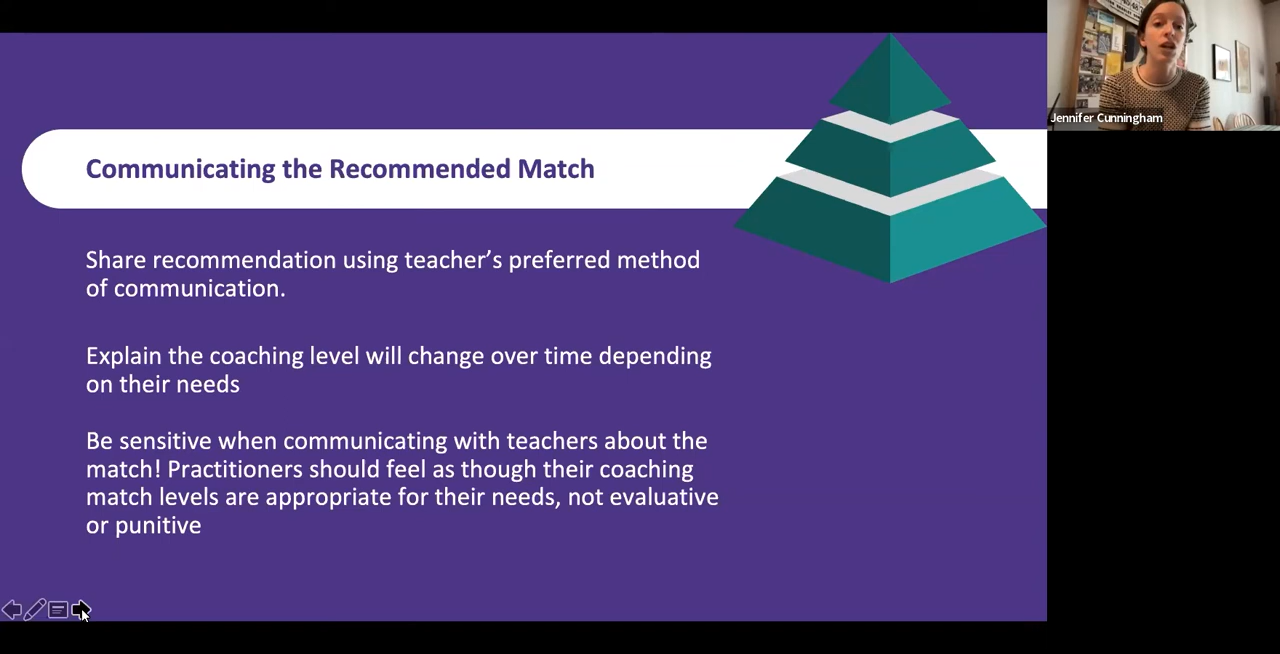 Communicating the Recommended Match
Share recommendation using teacher’s preferred method
of communication.
Explain the coaching level will change over time depending
on their needs
Be sensitive when communicating with teachers about the
match! Practitioners should feel as though their coaching
match levels are appropriate for their needs, not evaluative
or punitive
Jennifer Cunningham